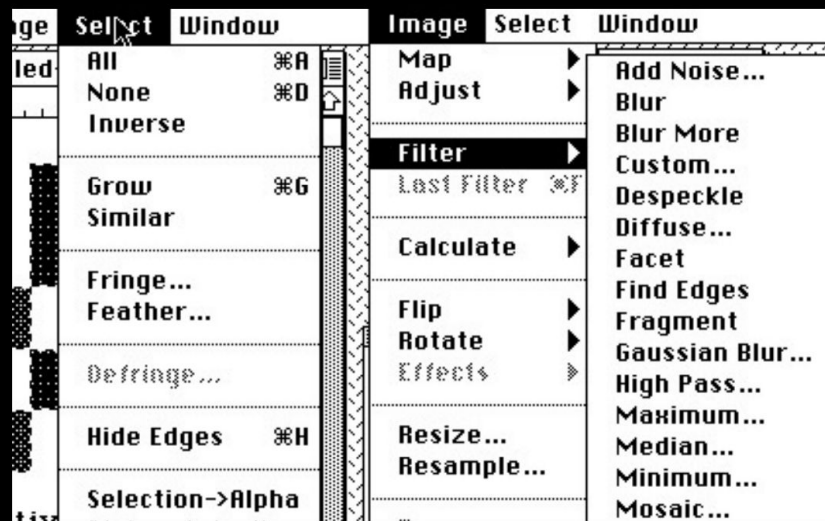 ge Select Window
led
All ⌘A
None ⌘D
Inverse
Grow ⌘G
Similar
Fringe...
Feather...
Defringe...
Hide Edges ⌘H
Selection->Alpha
tiv
Image Select Window
Map
Adjust
Filter
Last Filter ⌘F
Calculate
Flip
Rotate
Effects
Resize...
Resample...
Add Noise...
Blur
Blur More
Custom...
Despeckle
Diffuse...
Facet
Find Edges
Fragment
Gaussian Blur...
High Pass...
Maximum...
Median...
Minimum...
Mosaic...